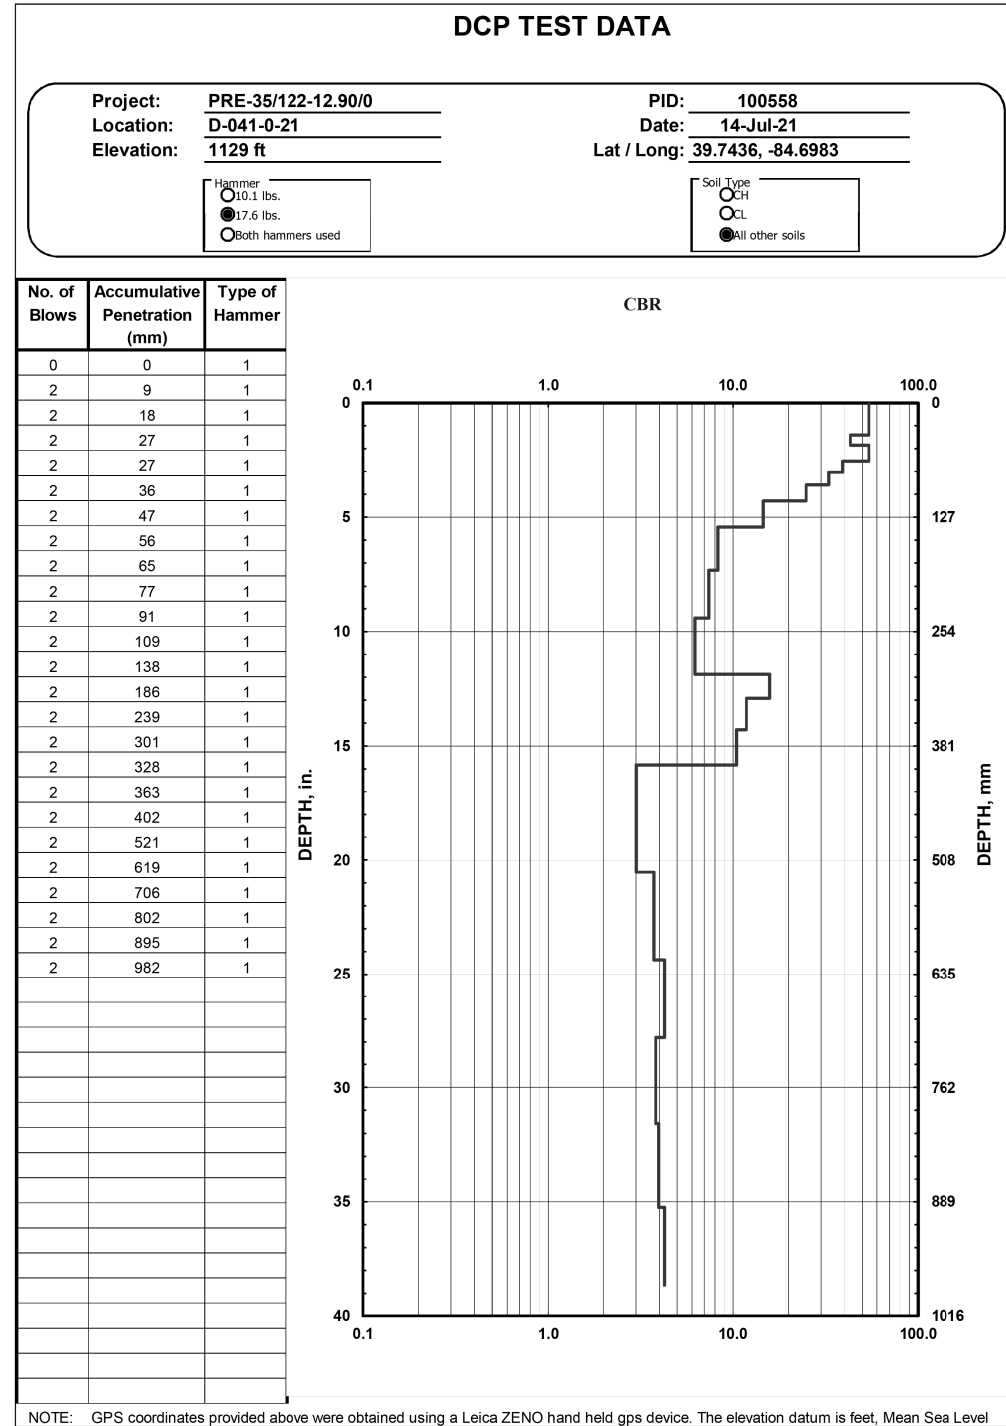 DCP TEST DATA
Project: PRE-35/122-12.90/0 PID: 100558
Location: D-041-0-21 Date: 14-Jul-21
Elevation: 1129 ft Lat / Long: 39.7436, -84.6983
Hammer Soil Type
10.1 lbs. CH
17.6 lbs. CL
Both hammers used All other soils
No. of Accumulative Type of
Blows Penetration Hammer
(mm)
0 0 1
2 9 1
2 18 1
2 27 1
2 27 1
2 36 1
2 47 1
2 56 1
2 65 1
2 77 1
2 91 1
2 109 1
2 138 1
2 186 1
2 239 1
2 301 1
2 328 1
2 363 1
2 402 1
2 521 1
2 619 1
2 706 1
2 802 1
2 895 1
2 982 1
CBR
0.1 1.0 10.0 100.0
0 0
5 127
10 254
15 381
20 508
25 635
30 762
35 889
40 1016
0.1 1.0 10.0 100.0
DEPTH, in.
DEPTH, mm
NOTE: GPS coordinates provided above were obtained using a Leica ZENO hand held gps device. The elevation datum is feet, Mean Sea Level